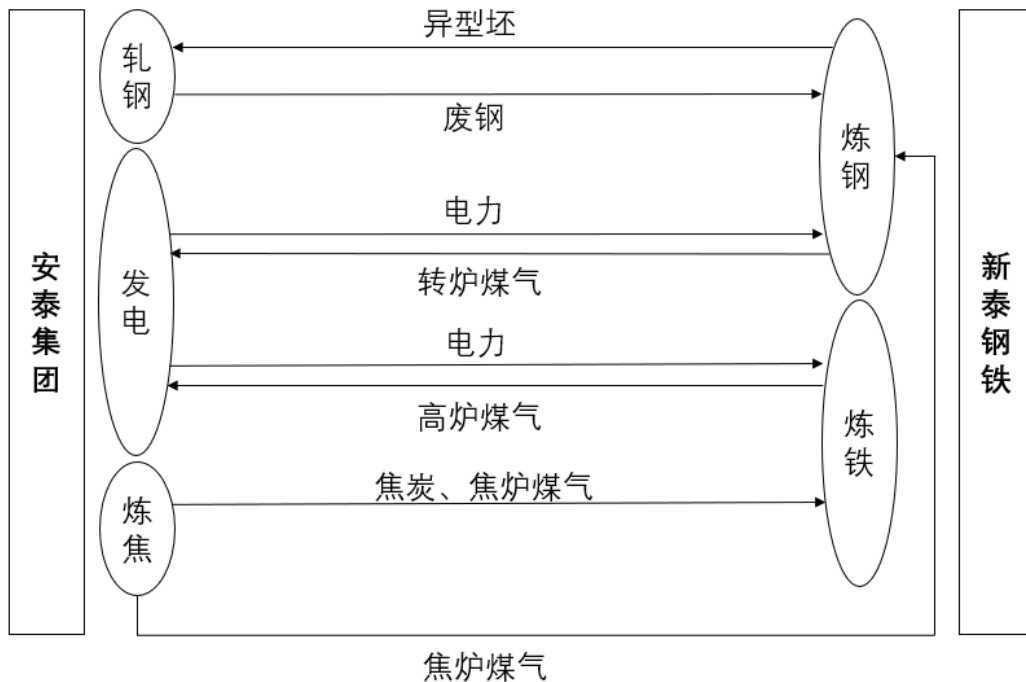 异型坯
轧钢
废钢
炼钢
电力
转炉煤气
安泰集团
发电
新泰钢铁
电力
高炉煤气
炼铁
焦炭、焦炉煤气
炼焦
焦炉煤气